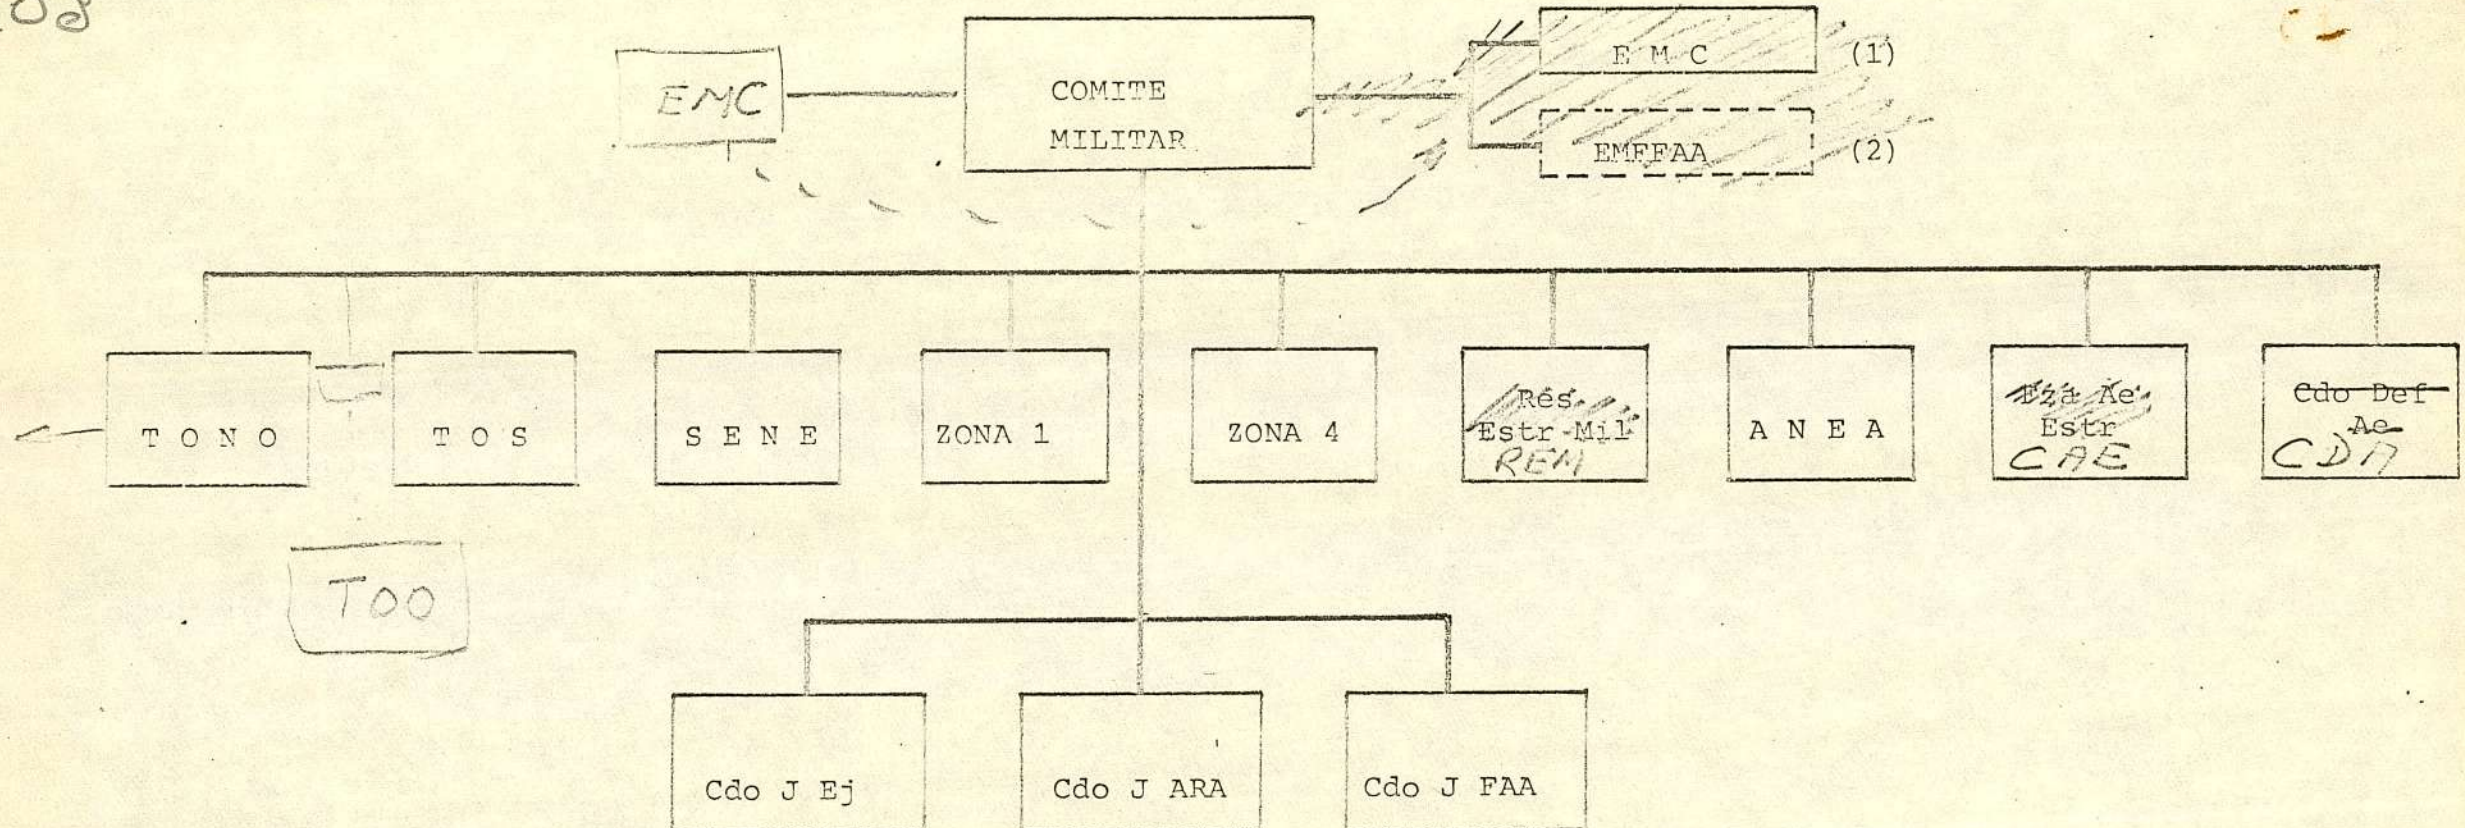 COMITE
MILITAR
EMC
E M C (1)
EMFFAA (2)
T O N O
T O S
S E N E
ZONA 1
ZONA 4
Res
Estr Mil
REM
A N E A
Fza Ae
Estr
CAE
Cdo Def
Ae
CDA
TOO
Cdo J Ej
Cdo J ARA
Cdo J FAA